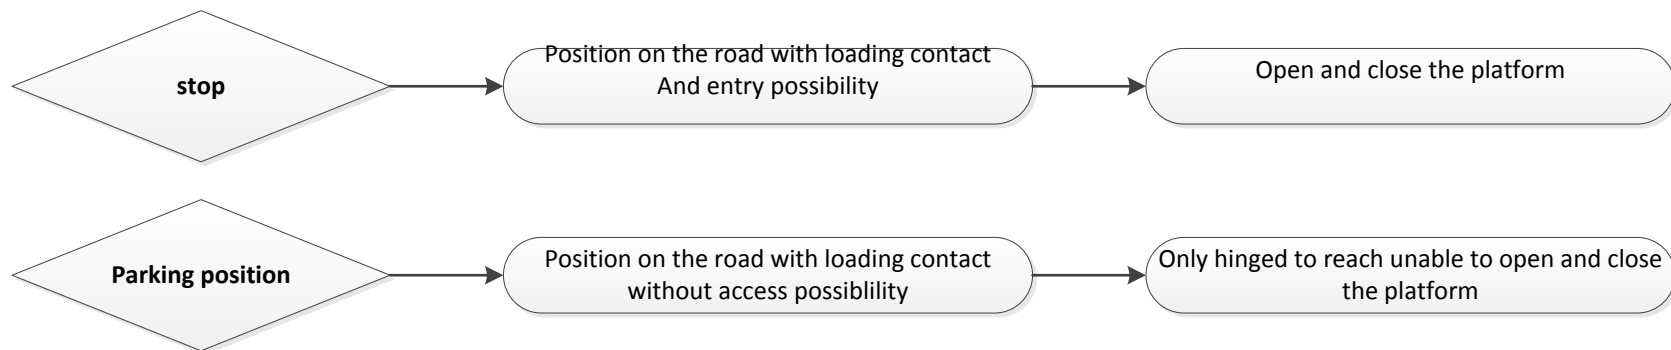 stop
Position on the road with loading contact
And entry possibility
Open and close the platform
Parking position
Position on the road with loading contact
without access possiblility
Only hinged to reach unable to open and close
the platform